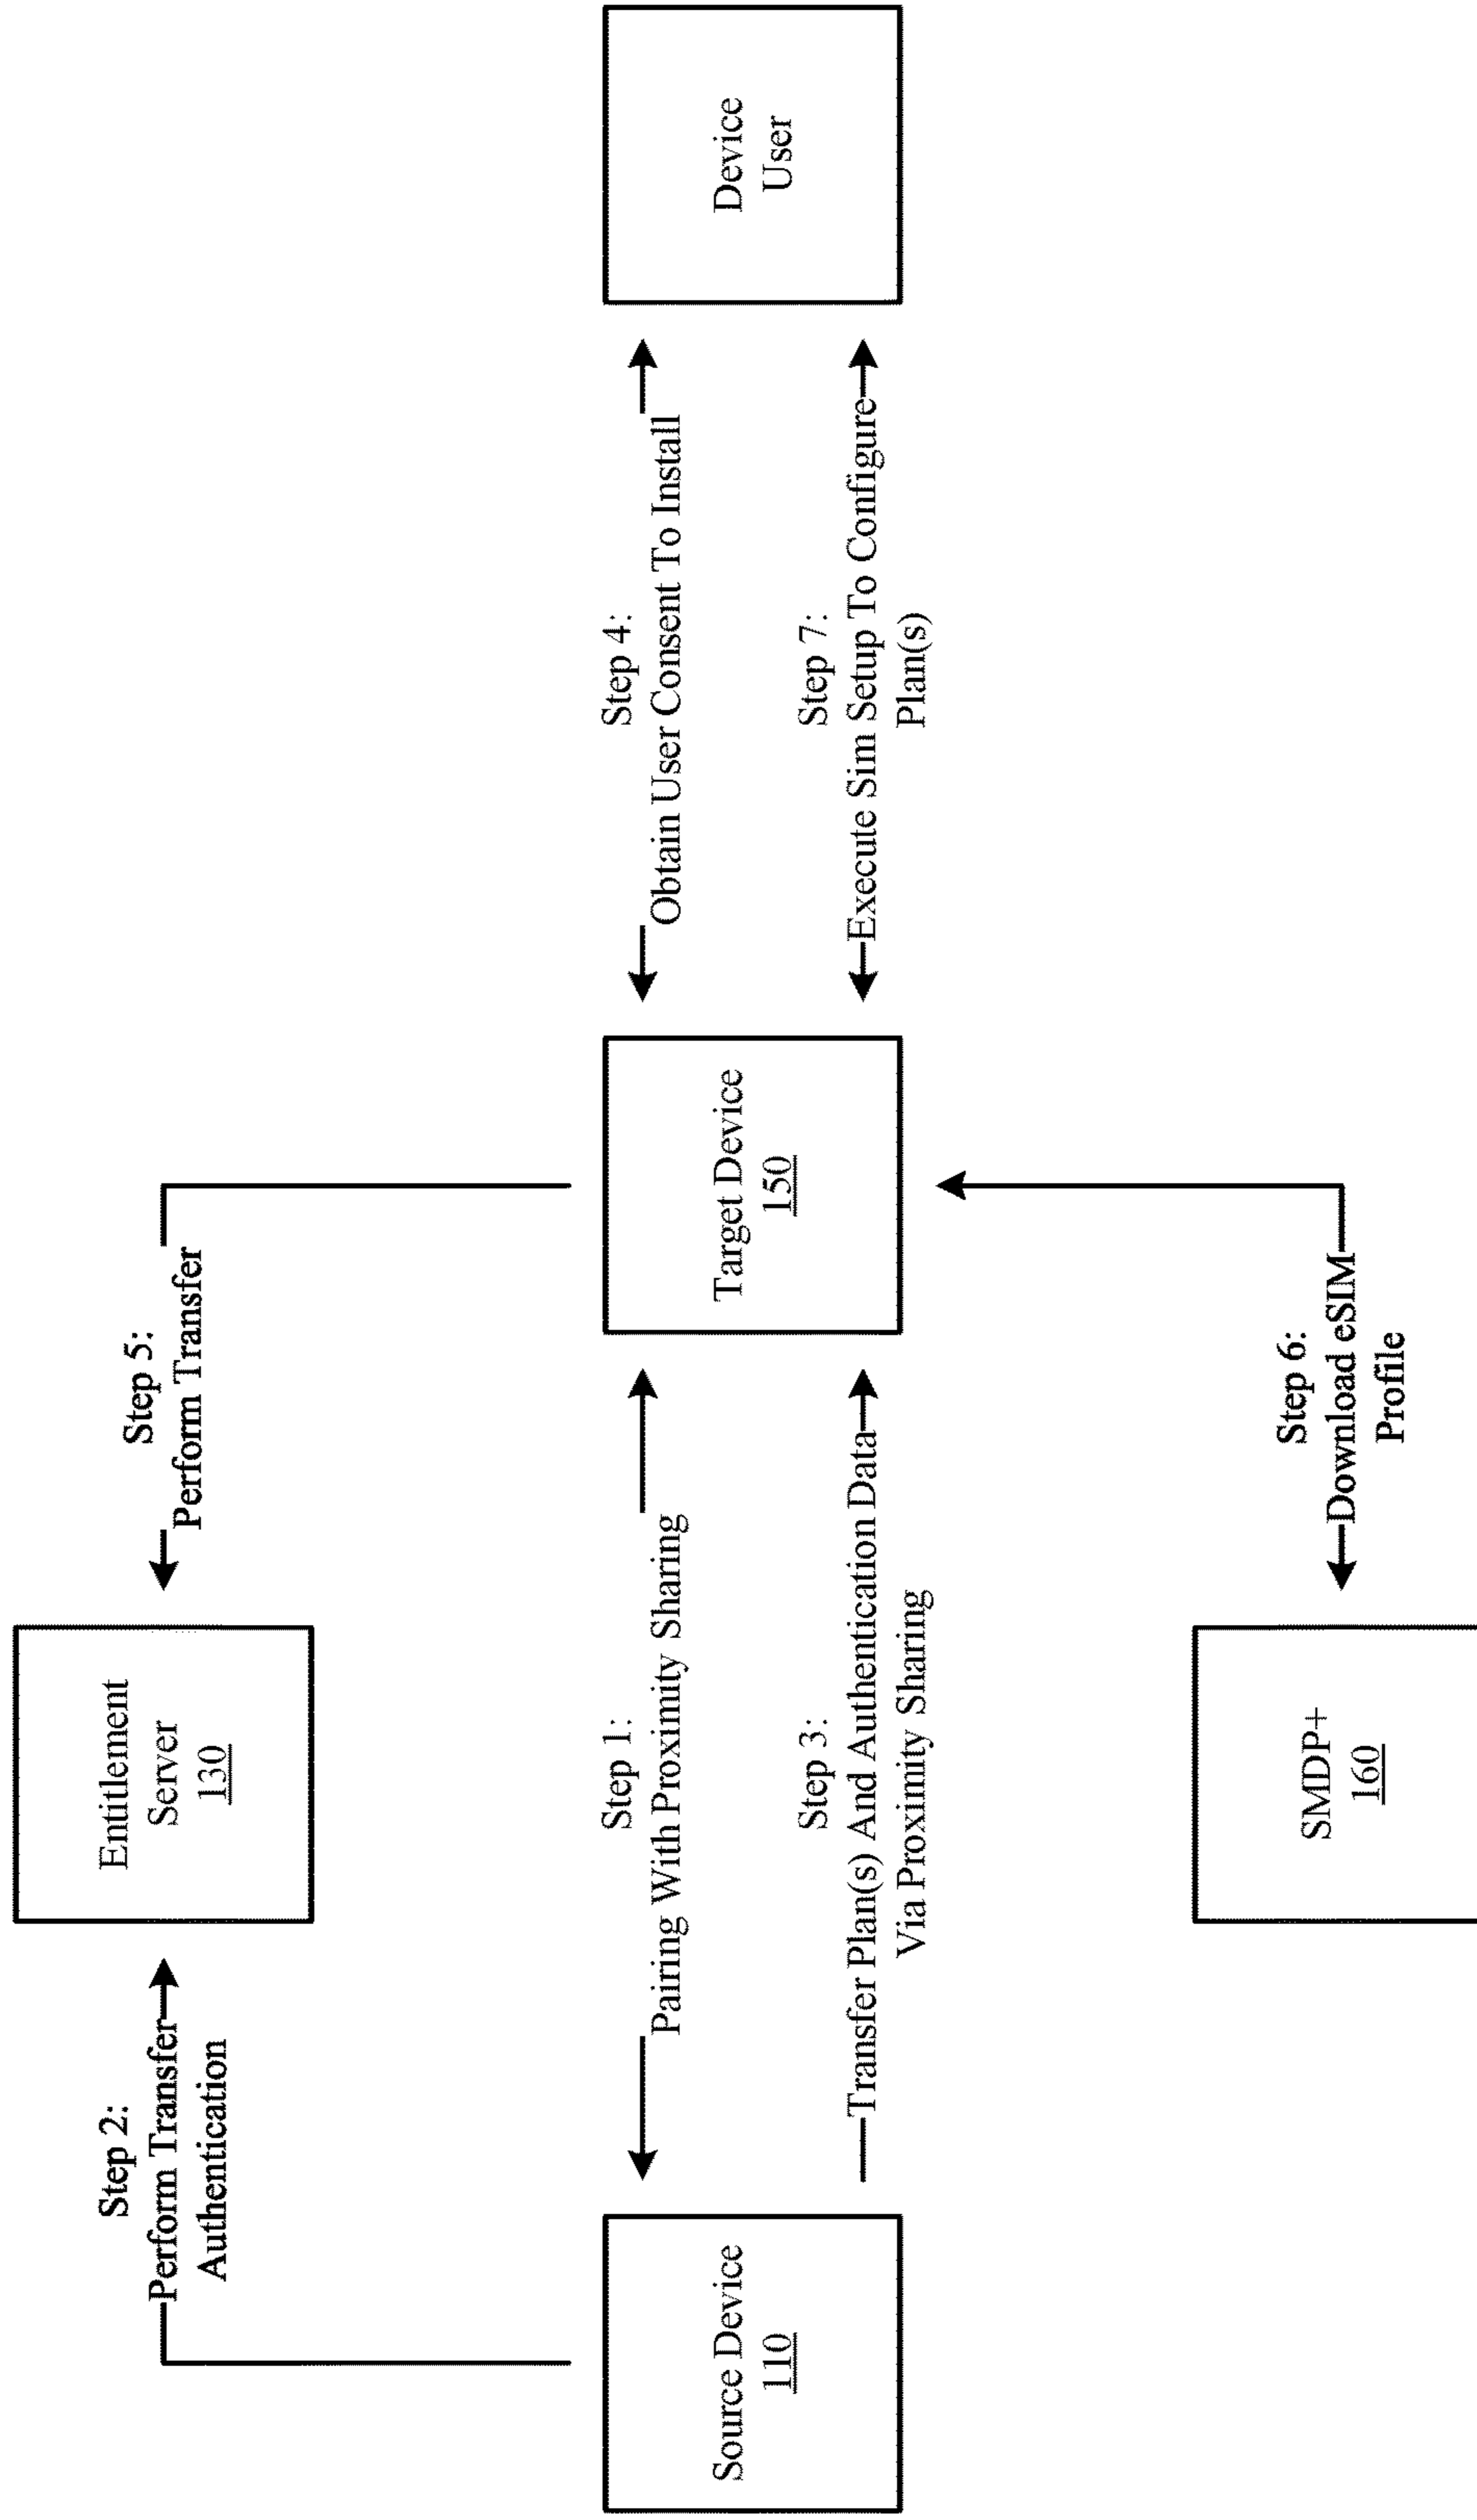 Entitlement
Server
130
Step 2:
Perform Transfer
Authentication
Step 5:
Perform Transfer
Source Device
110
Step 1:
Pairing With Proximity Sharing
Step 3:
Transfer Plan(s) And Authentication Data
Via Proximity Sharing
Target Device
150
Step 4:
Obtain User Consent To Install
Step 7:
Execute Sim Setup To Configure
Plan(s)
Device
User
SMDP+
160
Step 6:
Download eSIM
Profile